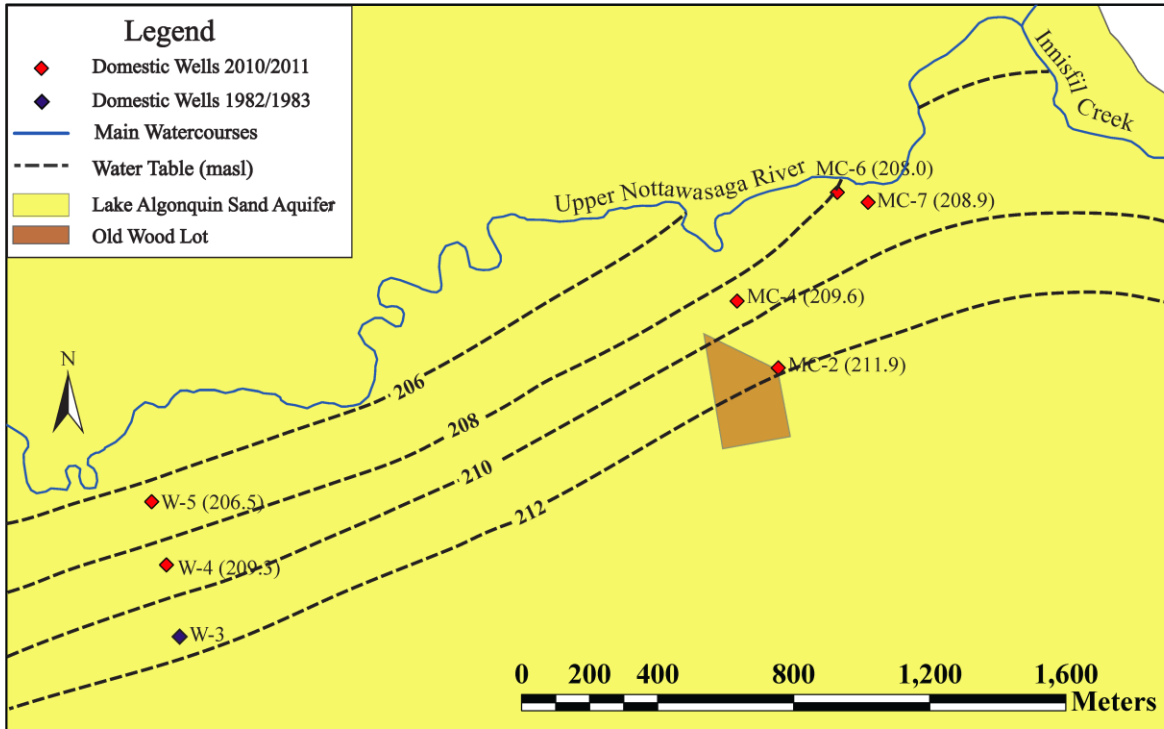 Legend
Domestic Wells 2010/2011
Domestic Wells 1982/1983
Main Watercourses
Water Table (masl)
Lake Algonquin Sand Aquifer
Old Wood Lot
Innisfil Creek
Upper Nottawasaga River
MC-6 (208.0)
MC-7 (208.9)
MC-4 (209.6)
MC-2 (211.9)
N
206
208
210
212
W-5 (206.5)
W-4 (209.3)
W-3
0 200 400 800 1,200 1,600
Meters